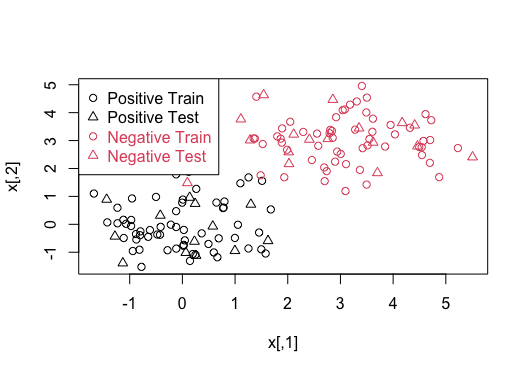 Positive Train
Positive Test
Negative Train
Negative Test
x[,2]
5
4
3
2
1
0
-1
-1 0 1 2 3 4 5
x[,1]